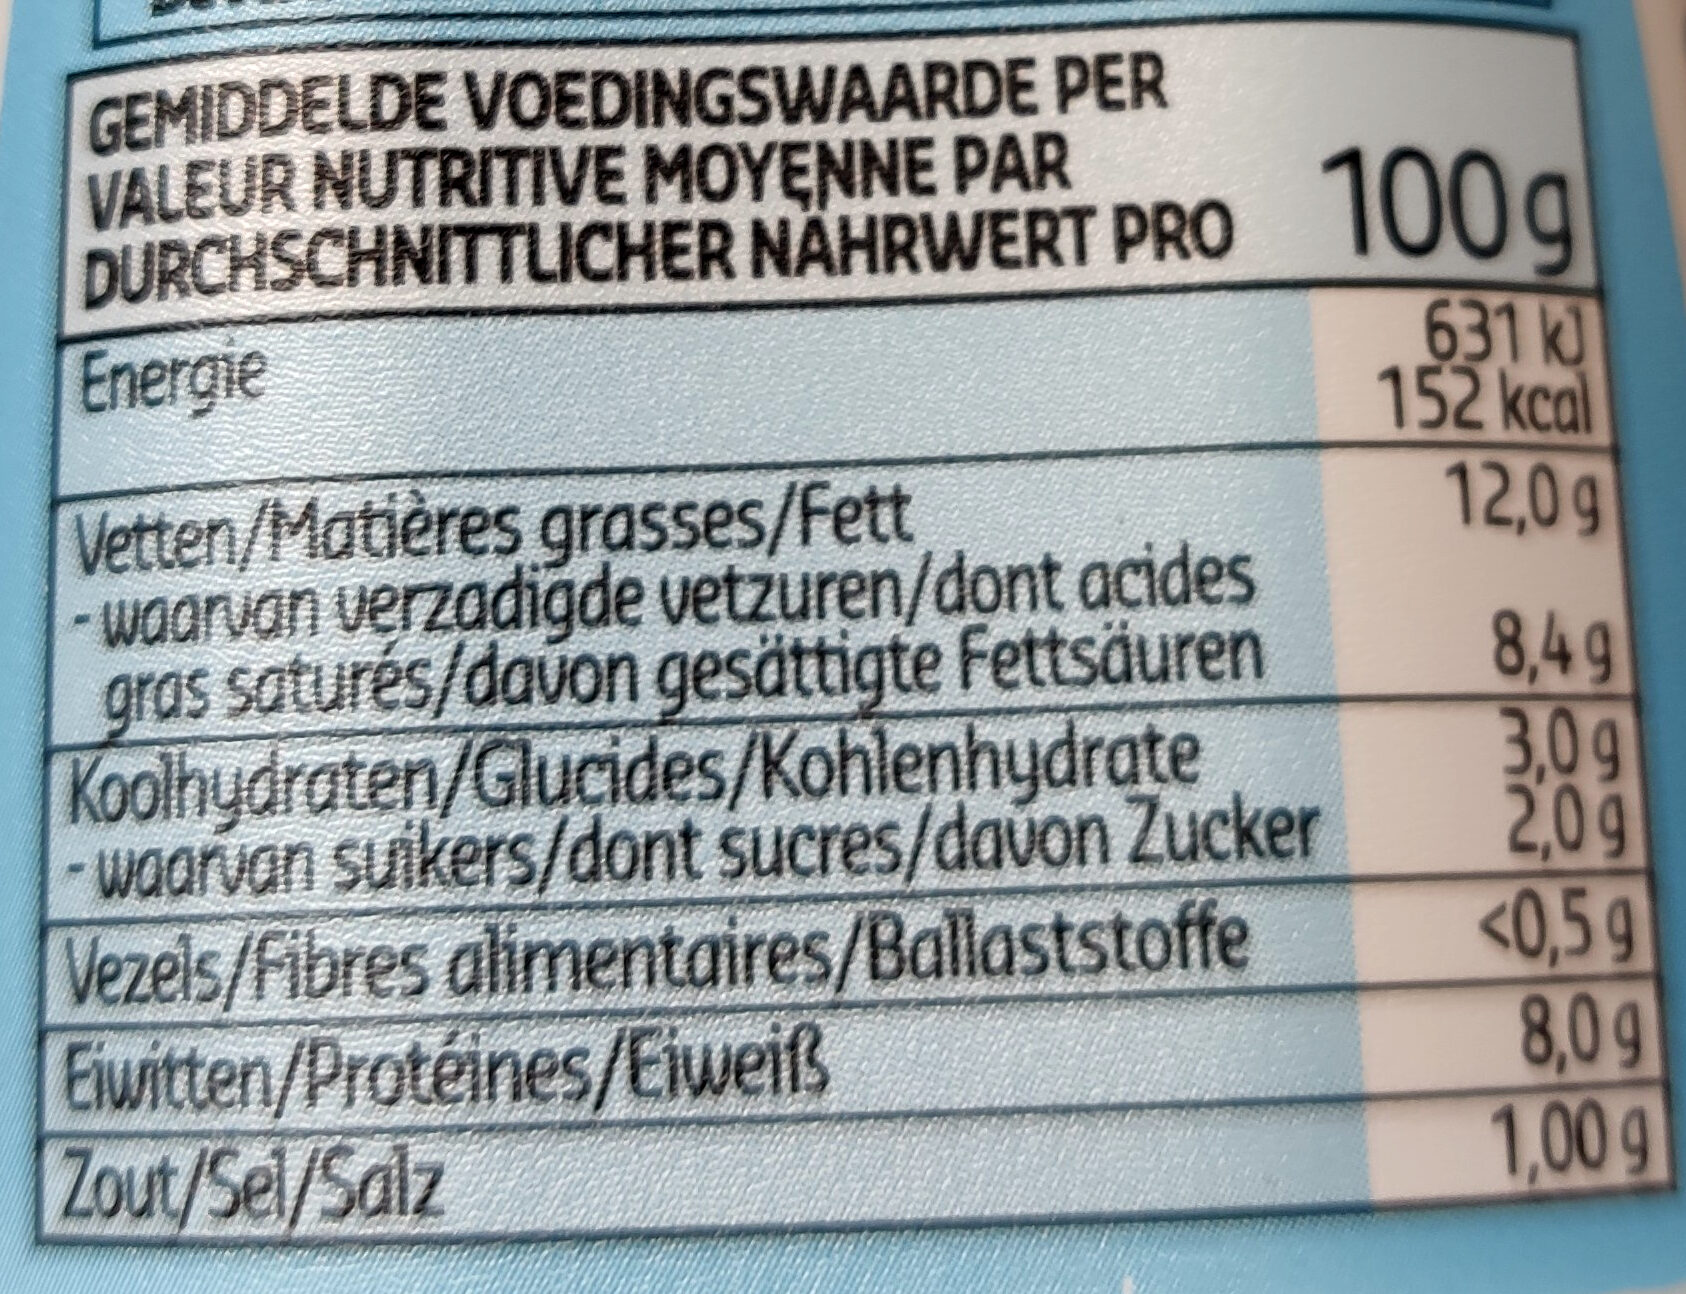 GEMIDDELDE VOEDINGSWAARDE PER
VALEUR NUTRITIVE MOYENNE PAR
DURCHSCHNITTLICHER NÄHRWERT PRO
100 g
Energie 631 kJ
152 kcal
Vetten/Matières grasses/Fett 12,0 g
- waarvan verzadigde vetzuren/dont acides
gras saturés/davon gesättigte Fettsäuren 8,4 g
Koolhydraten/Glucides/Kohlenhydrate 3,0 g
- waarvan suikers/dont sucres/davon Zucker 2,0 g
Vezels/Fibres alimentaires/Ballaststoffe <0,5 g
Eiwitten/Protéines/Eiweiß 8,0 g
Zout/Sel/Salz 1,00 g